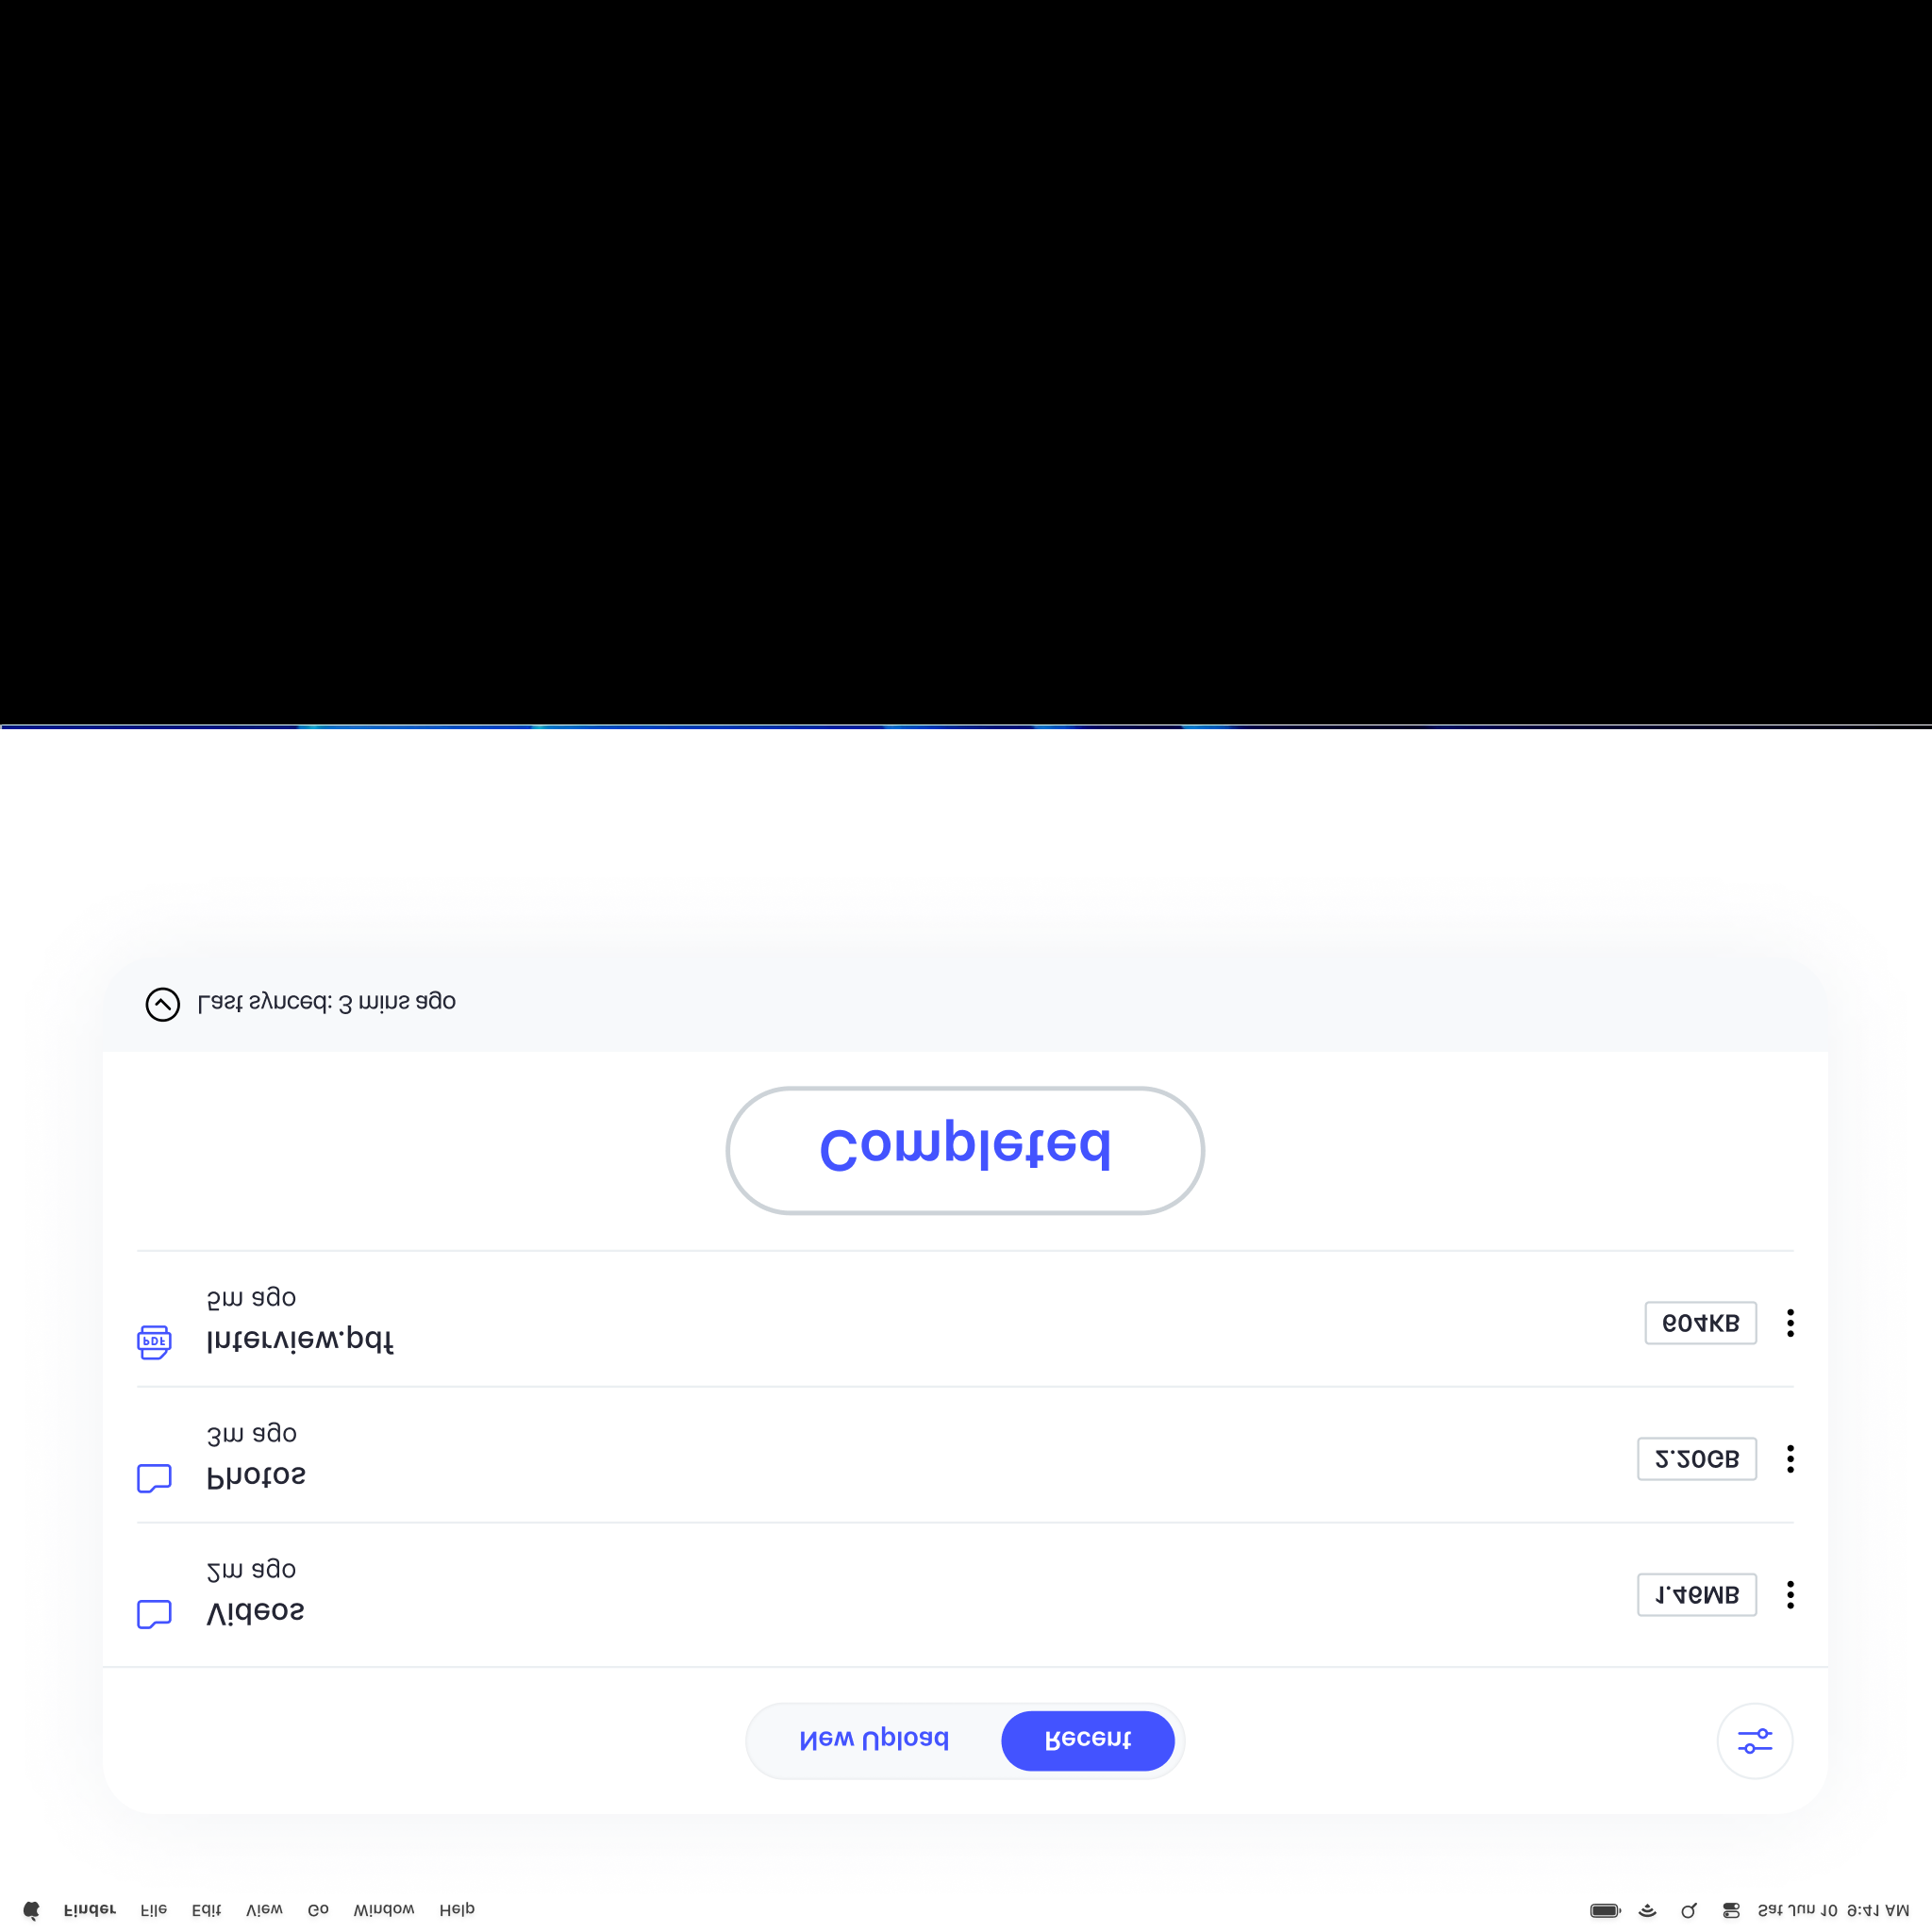 Finder File Edit View Go Window Help Sat Jun 10 9:41 AM
New Upload Recent
Videos 1.46MB
2m ago
Photos 2.20GB
3m ago
PDF Interview.pdf 604KB
5m ago
Completed
Last synced: 3 mins ago